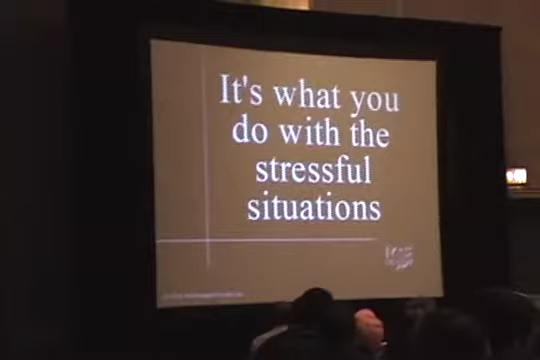 It's what you
do with the
stressful
situations